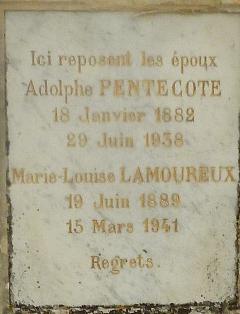 Ici reposent les époux
Adolphe PENTECOTE
18 Janvier 1882
29 Juin 1938
Marie-Louise LAMOUREUX
19 Juin 1889
15 Mars 1941
Regrets.